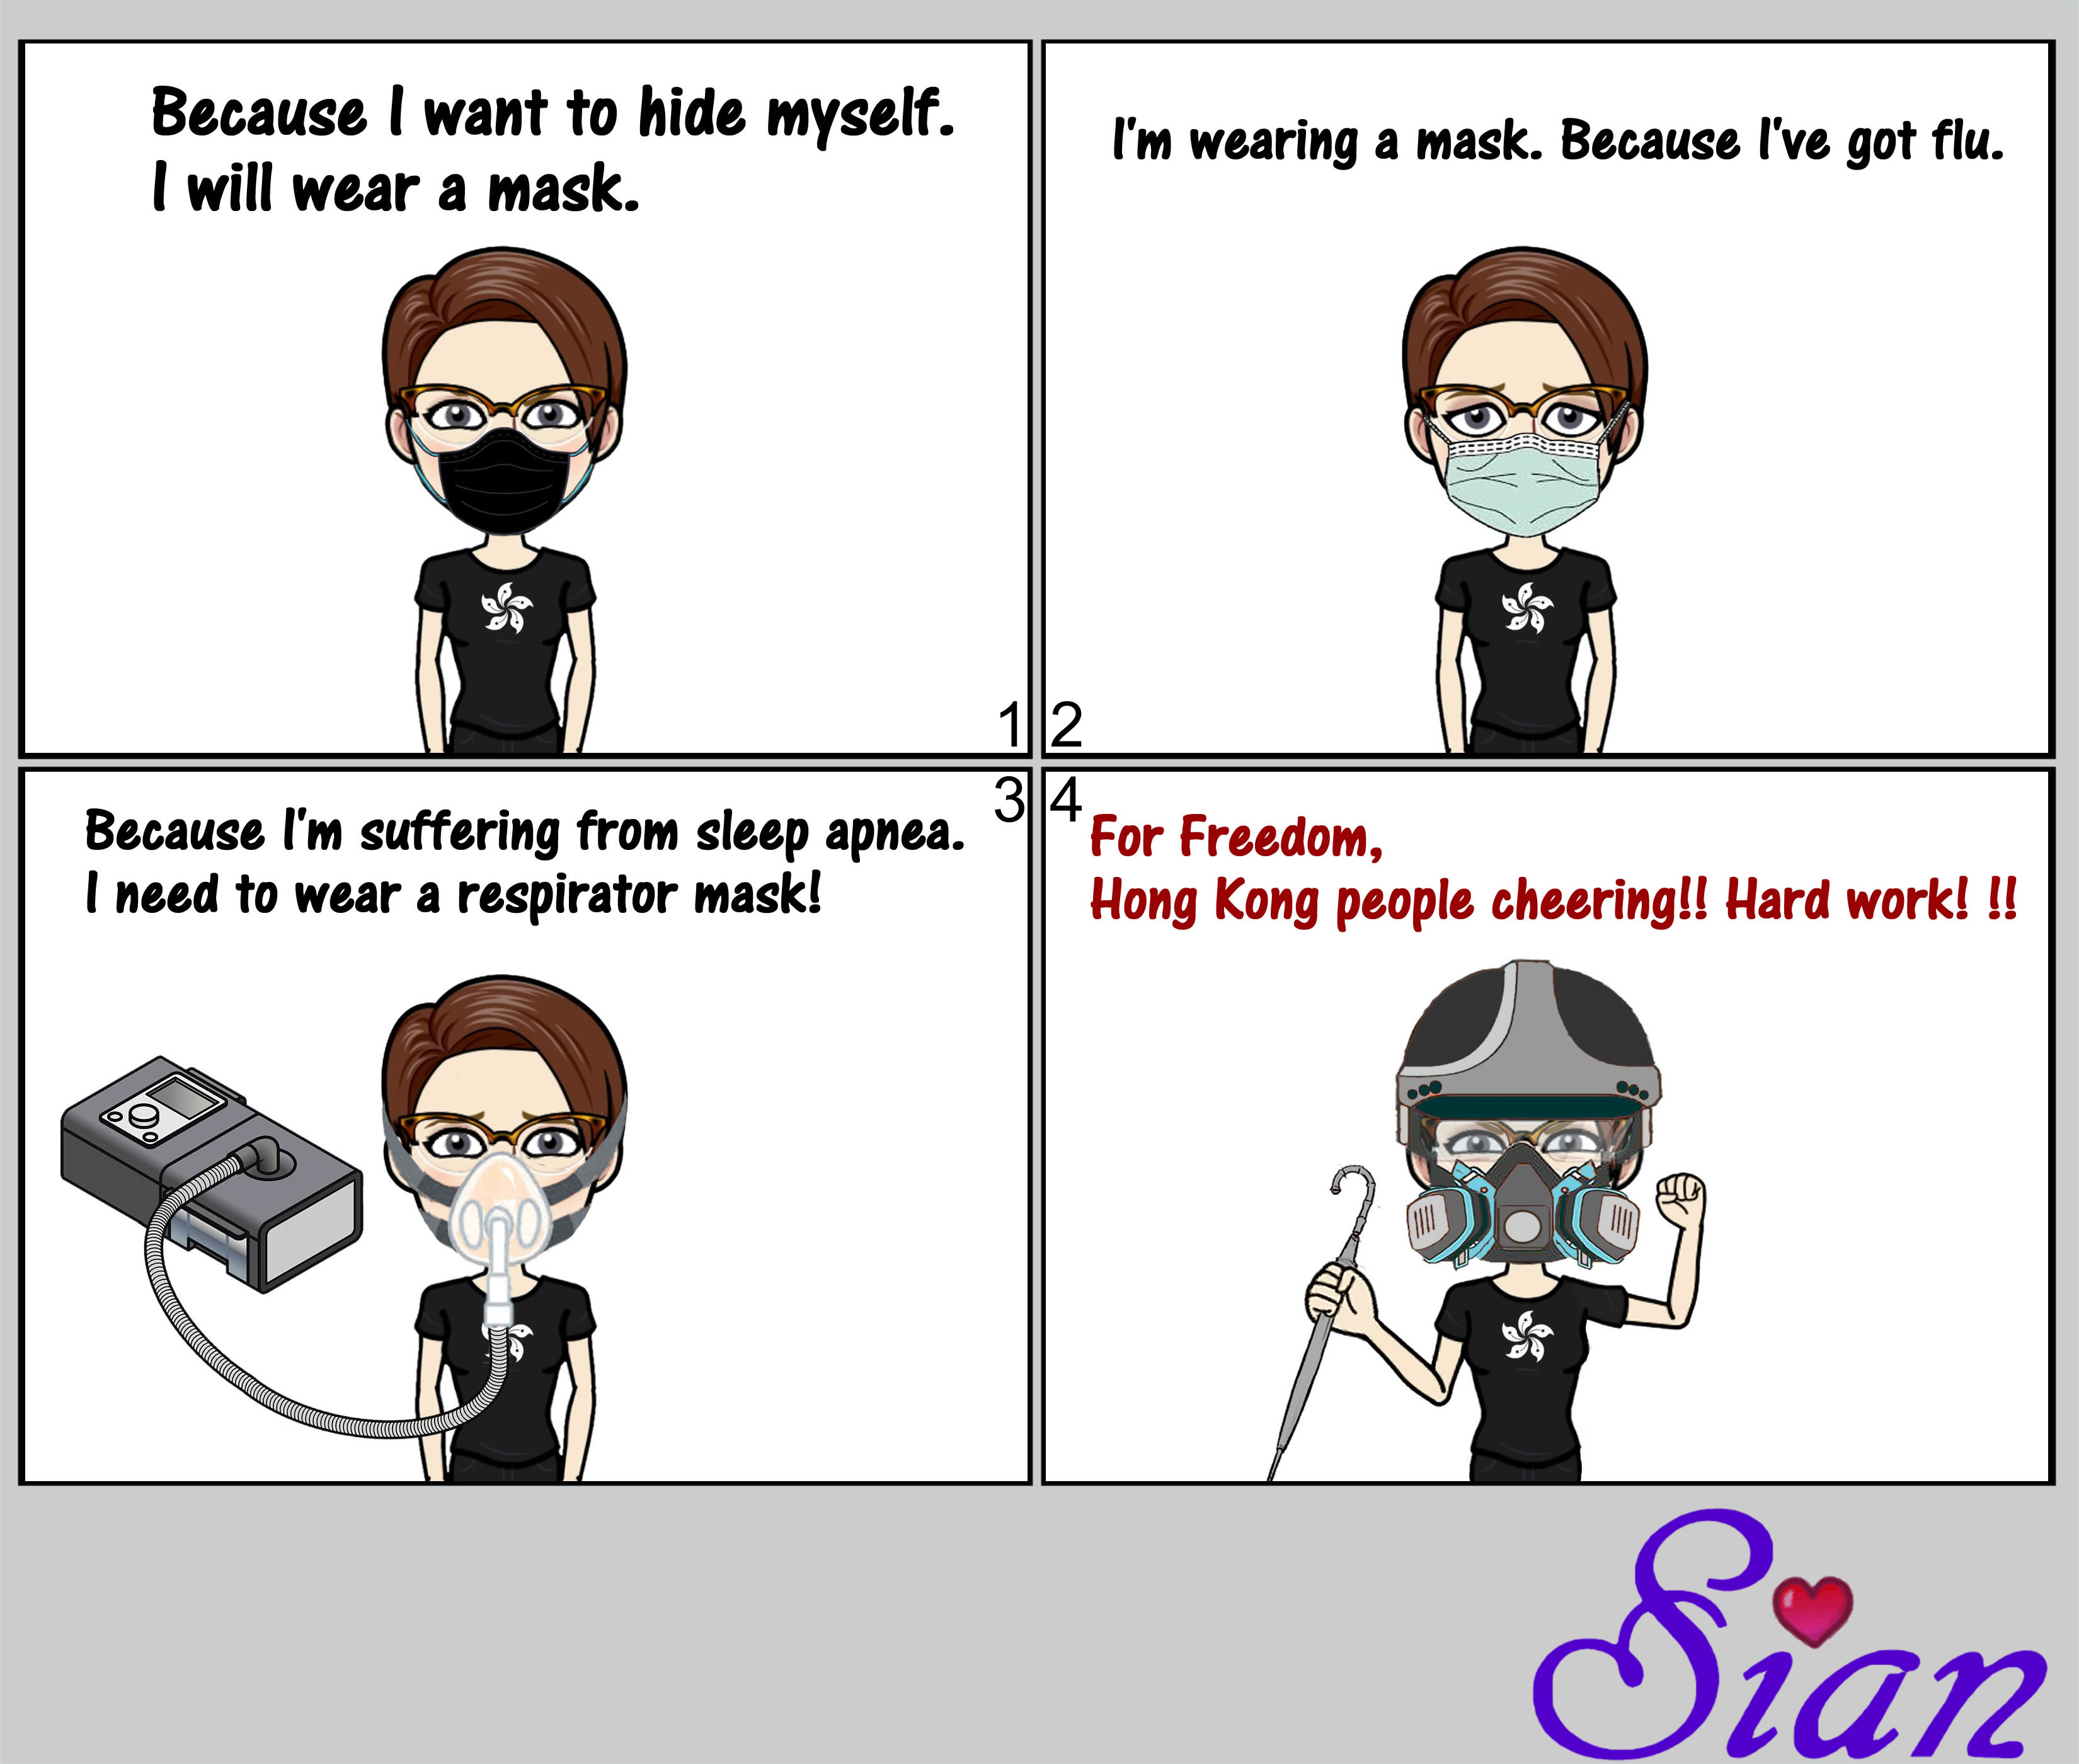 Because I want to hide myself.
I will wear a mask.
1
I'm wearing a mask. Because I've got flu.
2
Because I'm suffering from sleep apnea.
I need to wear a respirator mask!
3
4
For Freedom,
Hong Kong people cheering!! Hard work! !!
Sian